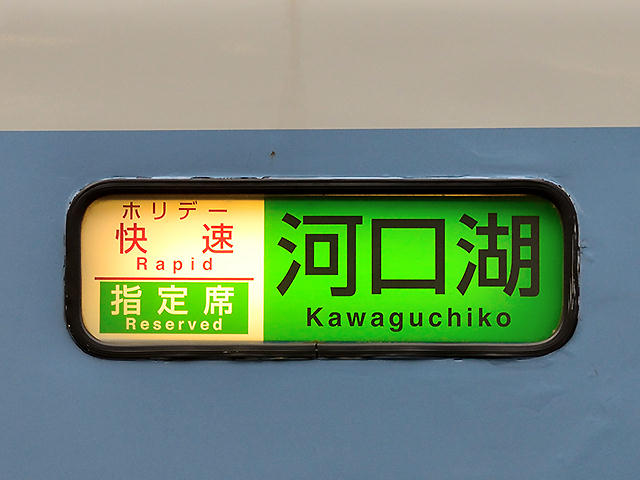 ホリデー
快速
Rapid
指定席
Reserved
河口湖
Kawaguchiko